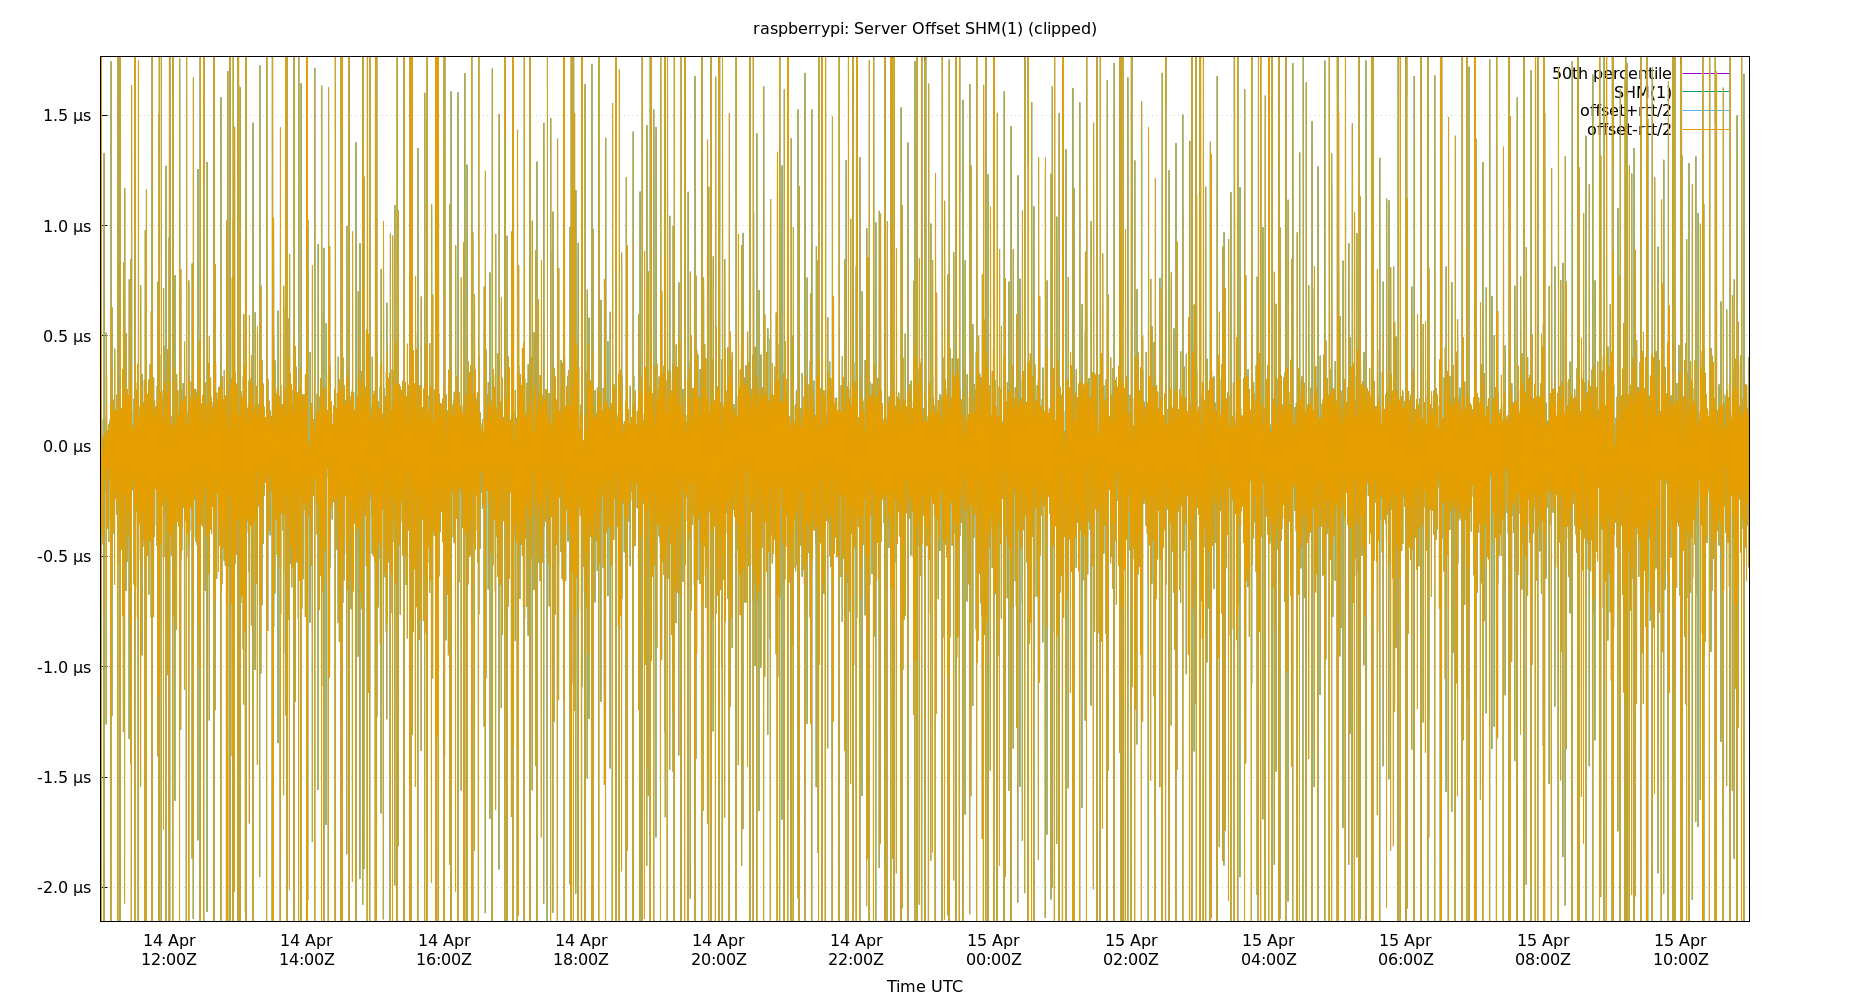 raspberrypi: Server Offset SHM(1) (clipped)
50th percentile
SHM(1)
offset+rtt/2
offset-rtt/2
1.5 µs
1.0 µs
0.5 µs
0.0 µs
-0.5 µs
-1.0 µs
-1.5 µs
-2.0 µs
14 Apr 14 Apr 14 Apr 14 Apr 14 Apr 14 Apr 15 Apr 15 Apr 15 Apr 15 Apr 15 Apr 15 Apr
12:00Z 14:00Z 16:00Z 18:00Z 20:00Z 22:00Z 00:00Z 02:00Z 04:00Z 06:00Z 08:00Z 10:00Z
Time UTC